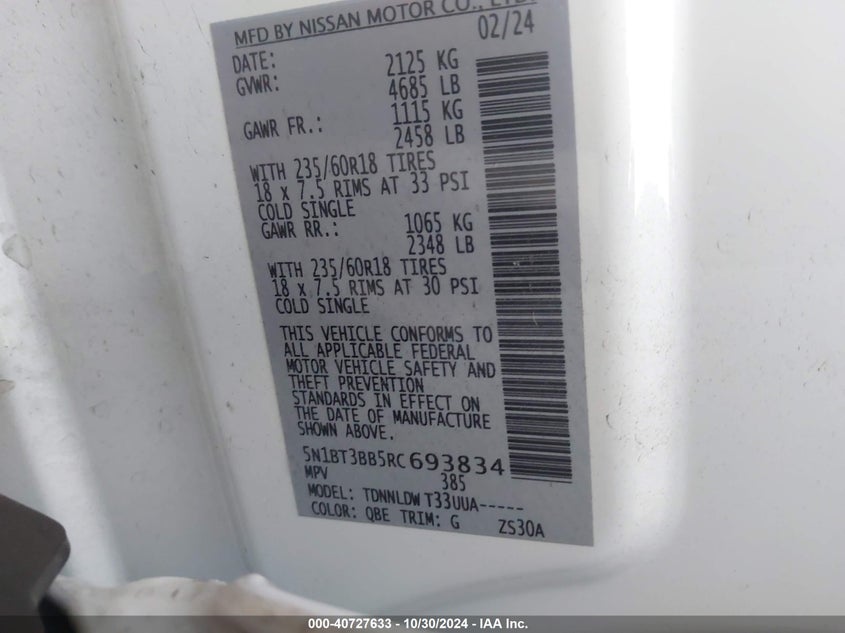 MFD BY NISSAN MOTOR CO., LTD.
DATE: 02/24
GVWR: 2125 KG
4685 LB
GAWR FR.: 1115 KG
2458 LB
WITH 235/60R18 TIRES
18 x 7.5 RIMS AT 33 PSI
COLD SINGLE
GAWR RR.: 1065 KG
2348 LB
WITH 235/60R18 TIRES
18 x 7.5 RIMS AT 30 PSI
COLD SINGLE
THIS VEHICLE CONFORMS TO
ALL APPLICABLE FEDERAL
MOTOR VEHICLE SAFETY AND
THEFT PREVENTION
STANDARDS IN EFFECT ON
THE DATE OF MANUFACTURE
SHOWN ABOVE.
5N1BT3BB5RC693834
MPV 385
MODEL: TDNNLDW T33UUA-----
COLOR: QBE TRIM: G ZS30A
000-40727633 - 10/30/2024 - IAA Inc.